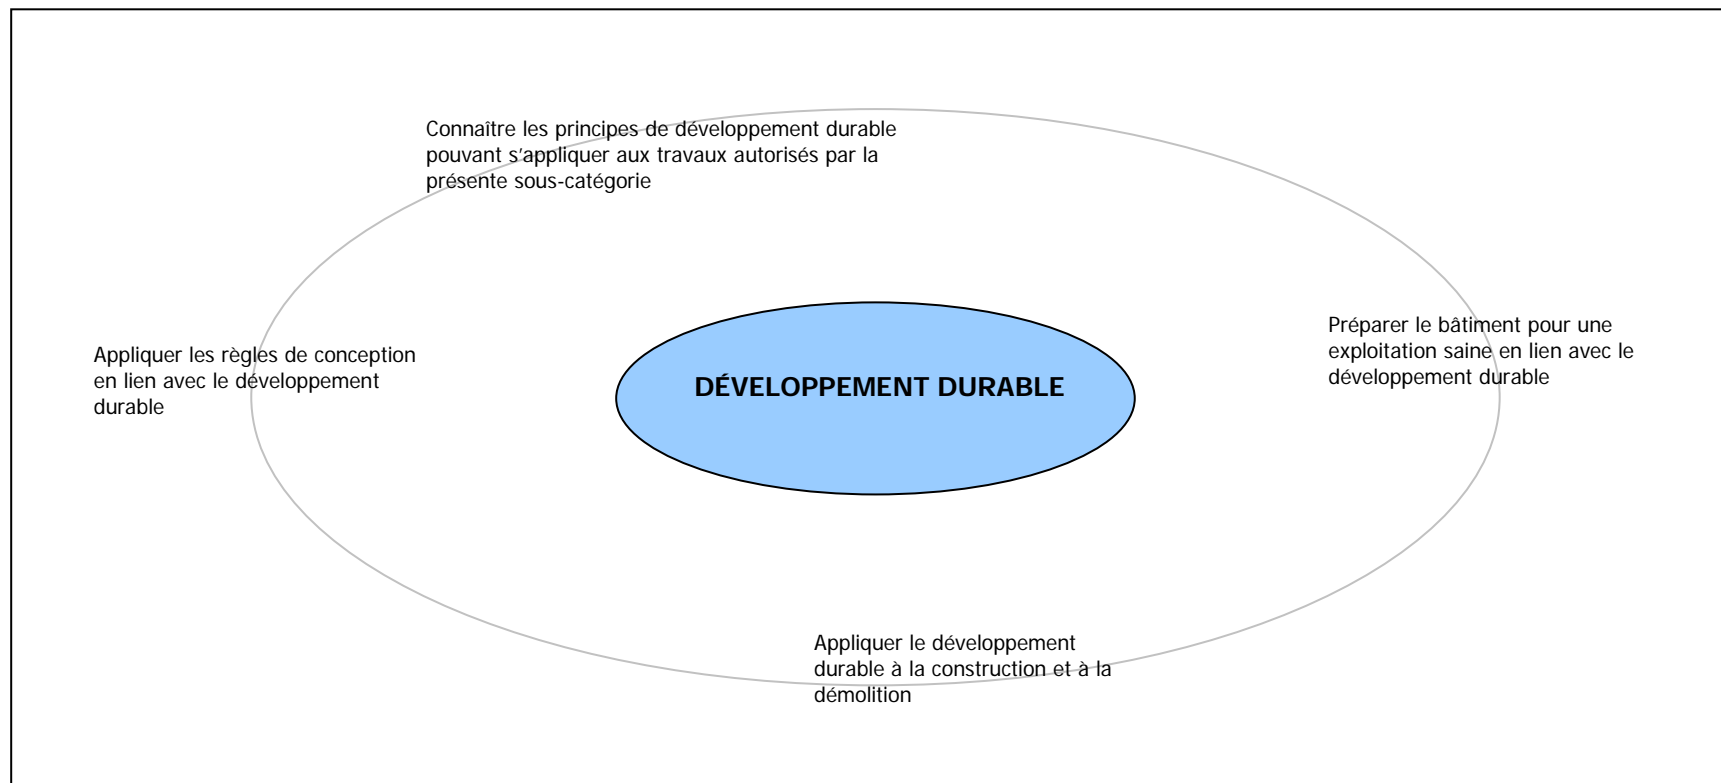 Connaître les principes de développement durable
pouvant s'appliquer aux travaux autorisés par la
présente sous-catégorie
Préparer le bâtiment pour une
exploitation saine en lien avec le
développement durable
Appliquer les règles de conception
en lien avec le développement
durable
DÉVELOPPEMENT DURABLE
Appliquer le développement
durable à la construction et à la
démolition